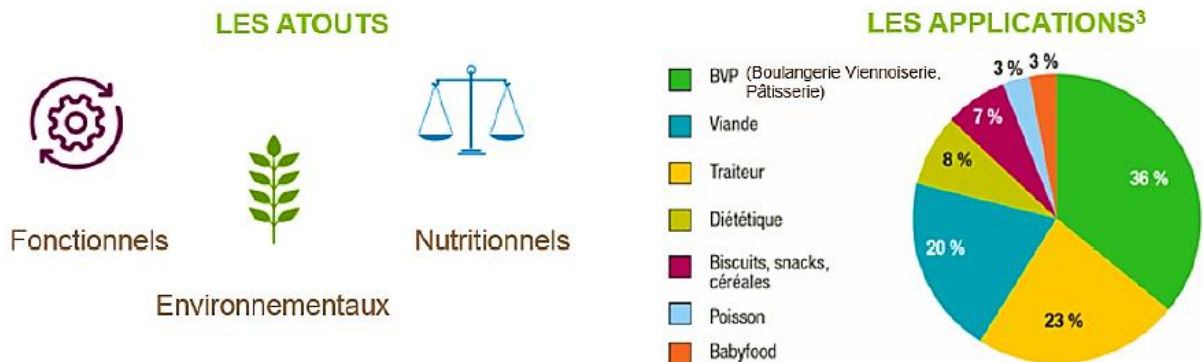 LES ATOUTS
Fonctionnels
Environnementaux
Nutritionnels
LES APPLICATIONS³
BVP (Boulangerie Viennoiserie,
Pâtisserie)
Viande
Traiteur
Diététique
Biscuits, snacks,
céréales
Poisson
Babyfood
3 %
3 %
7 %
8 %
36 %
20 %
23 %